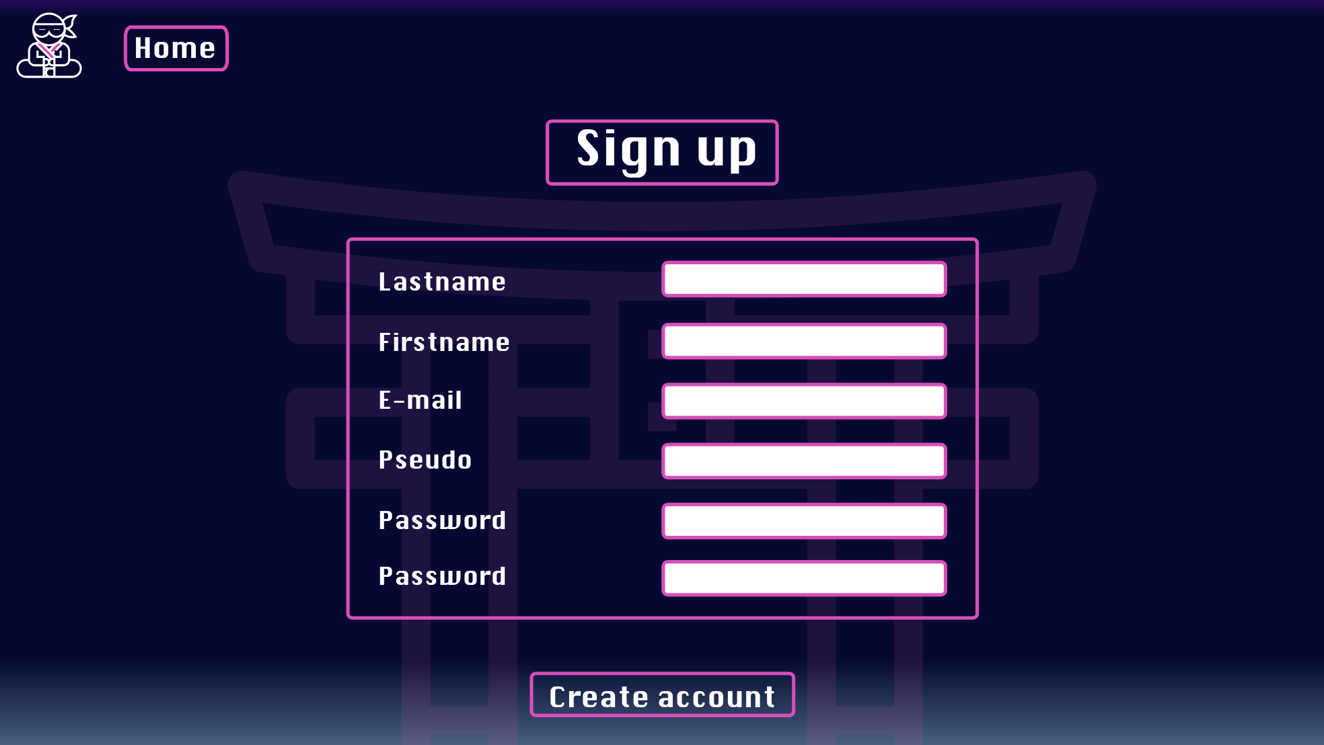 Home
Sign up
Lastname
Firstname
E-mail
Pseudo
Password
Password
Create account